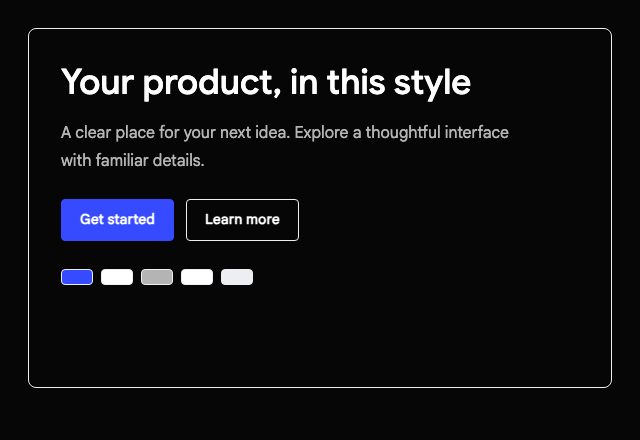 Your product, in this style
A clear place for your next idea. Explore a thoughtful interface
with familiar details.
Get started
Learn more